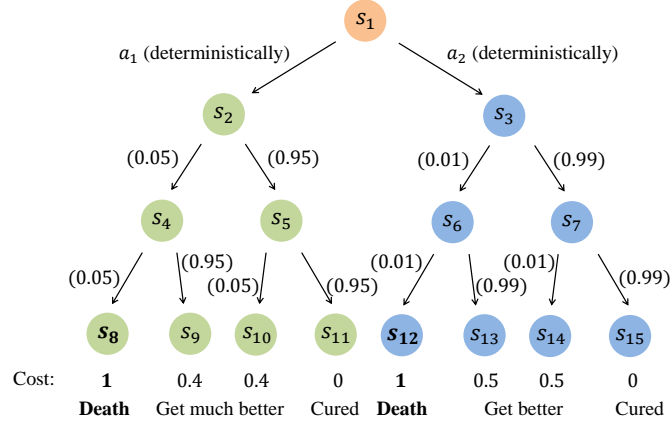 s₁
a₁ (deterministically) a₂ (deterministically)
s₂ s₃
(0.05) (0.95) (0.01) (0.99)
s₄ s₅ s₆ s₇
(0.05) (0.95) (0.05) (0.95) (0.01) (0.99) (0.01) (0.99)
s₈ s₉ s₁₀ s₁₁ s₁₂ s₁₃ s₁₄ s₁₅
Cost: 1 0.4 0.4 0 1 0.5 0.5 0
Death Get much better Cured Death Get better Cured